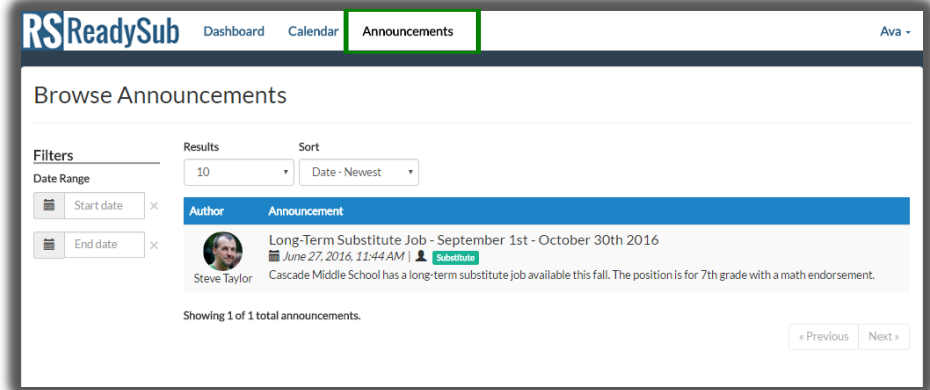 RS ReadySub Dashboard Calendar Announcements Ava
Browse Announcements
Filters
Date Range
Start date ×
End date ×
Results Sort
10 Date - Newest
Author Announcement
Long-Term Substitute Job - September 1st - October 30th 2016
June 27, 2016, 11:44 AM | Substitute
Steve Taylor
Cascade Middle School has a long-term substitute job available this fall. The position is for 7th grade with a math endorsement.
Showing 1 of 1 total announcements.
« Previous Next »